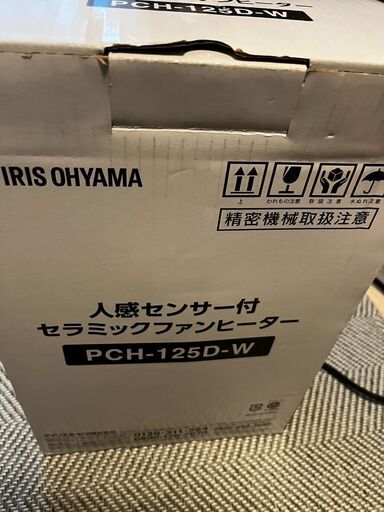 PCH-125D-W
IRIS OHYAMA
上 われもの注意 取扱注意 水ぬれ注意
精密機械取扱注意
人感センサー付
セラミックファンヒーター
PCH-125D-W